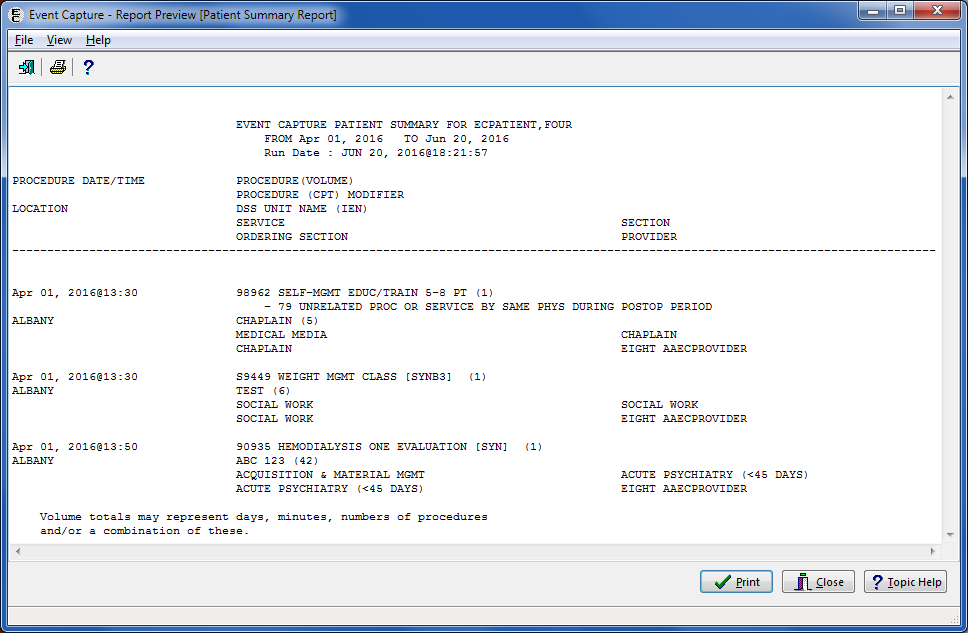 Event Capture - Report Preview [Patient Summary Report]
File View Help
EVENT CAPTURE PATIENT SUMMARY FOR ECPATIENT,FOUR
FROM Apr 01, 2016 TO Jun 20, 2016
Run Date : JUN 20, 2016@18:21:57
PROCEDURE DATE/TIME PROCEDURE(VOLUME)
PROCEDURE (CPT) MODIFIER
LOCATION DSS UNIT NAME (IEN)
SERVICE SECTION
ORDERING SECTION PROVIDER
Apr 01, 2016@13:30 98962 SELF-MGMT EDUC/TRAIN 5-8 PT (1)
- 79 UNRELATED PROC OR SERVICE BY SAME PHYS DURING POSTOP PERIOD
ALBANY CHAPLAIN (5)
MEDICAL MEDIA CHAPLAIN
CHAPLAIN EIGHT AAECPROVIDER
Apr 01, 2016@13:30 S9449 WEIGHT MGMT CLASS [SYNB3] (1)
ALBANY TEST (6)
SOCIAL WORK SOCIAL WORK
SOCIAL WORK EIGHT AAECPROVIDER
Apr 01, 2016@13:50 90935 HEMODIALYSIS ONE EVALUATION [SYN] (1)
ALBANY ABC 123 (42)
ACQUISITION & MATERIAL MGMT ACUTE PSYCHIATRY (<45 DAYS)
ACUTE PSYCHIATRY (<45 DAYS) EIGHT AAECPROVIDER
Volume totals may represent days, minutes, numbers of procedures
and/or a combination of these.
Print Close ? Topic Help